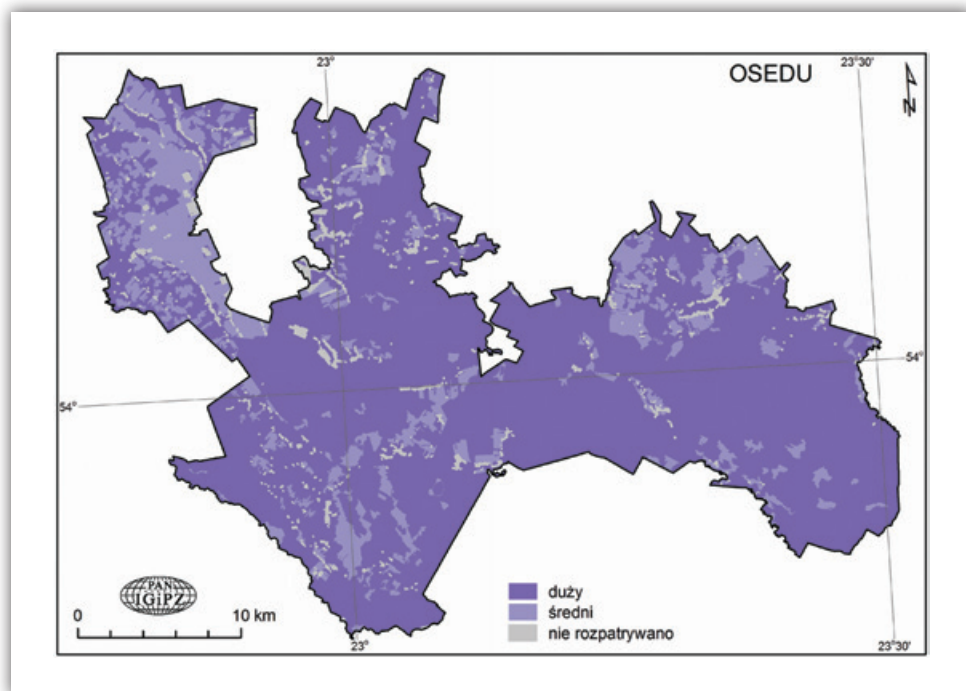 23°
23°30'
OSEDU
N
54°
54°
PAN
IGiPZ
0 10 km
duży
średni
nie rozpatrywano
23°
23°30'